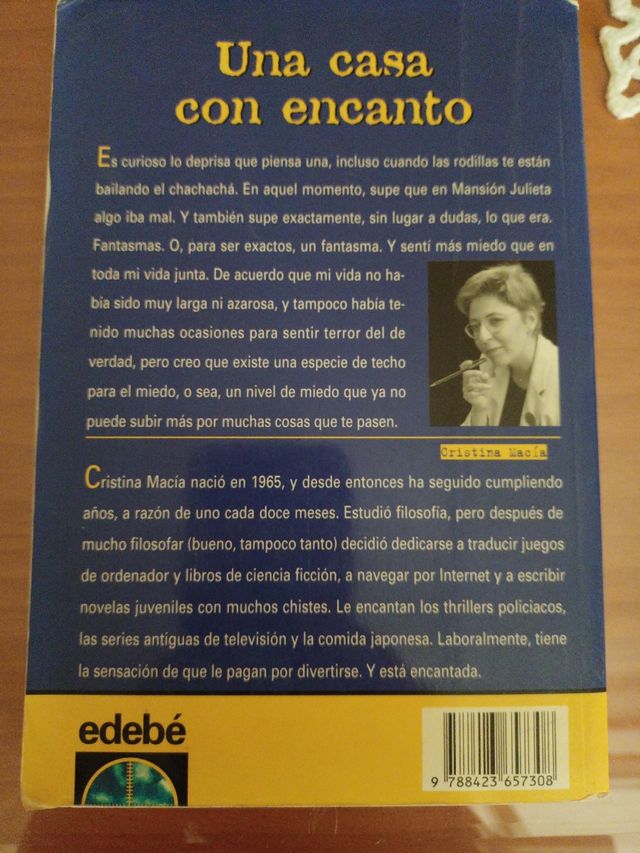 Una casa
con encanto
Es curioso lo deprisa que piensa una, incluso cuando las rodillas te están
bailando el chachachá. En aquel momento, supe que en Mansión Julieta
algo iba mal. Y también supe exactamente, sin lugar a dudas, lo que era.
Fantasmas. O, para ser exactos, un fantasma. Y sentí más miedo que en
toda mi vida junta. De acuerdo que mi vida no ha-
bía sido muy larga ni azarosa, y tampoco había te-
nido muchas ocasiones para sentir terror del de
verdad, pero creo que existe una especie de techo
para el miedo, o sea, un nivel de miedo que ya no
puede subir más por muchas cosas que te pasen.
Cristina Macía
Cristina Macía nació en 1965, y desde entonces ha seguido cumpliendo
años, a razón de uno cada doce meses. Estudió filosofía, pero después de
mucho filosofar (bueno, tampoco tanto) decidió dedicarse a traducir juegos
de ordenador y libros de ciencia ficción, a navegar por Internet y a escribir
novelas juveniles con muchos chistes. Le encantan los thrillers policiacos,
las series antiguas de televisión y la comida japonesa. Laboralmente, tiene
la sensación de que le pagan por divertirse. Y está encantada.
edebé
9 788423 657308